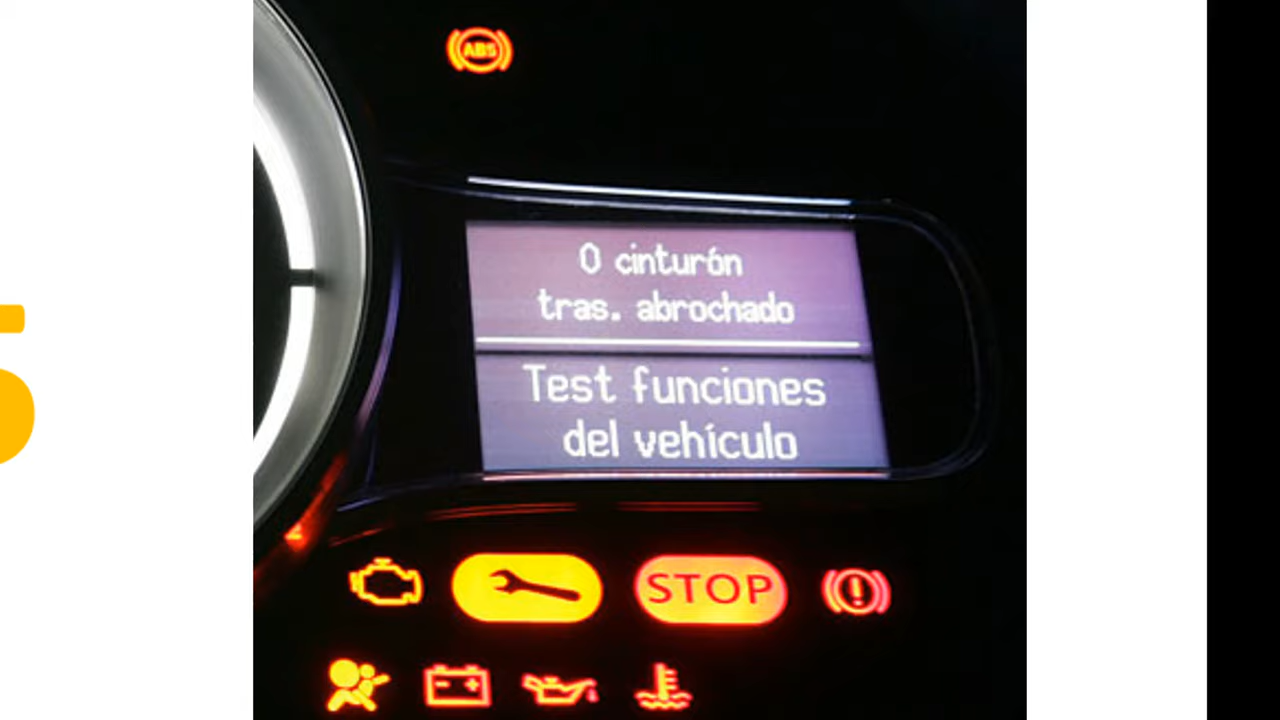 ABS
0 cinturón
tras. abrochado
Test funciones
del vehículo
STOP